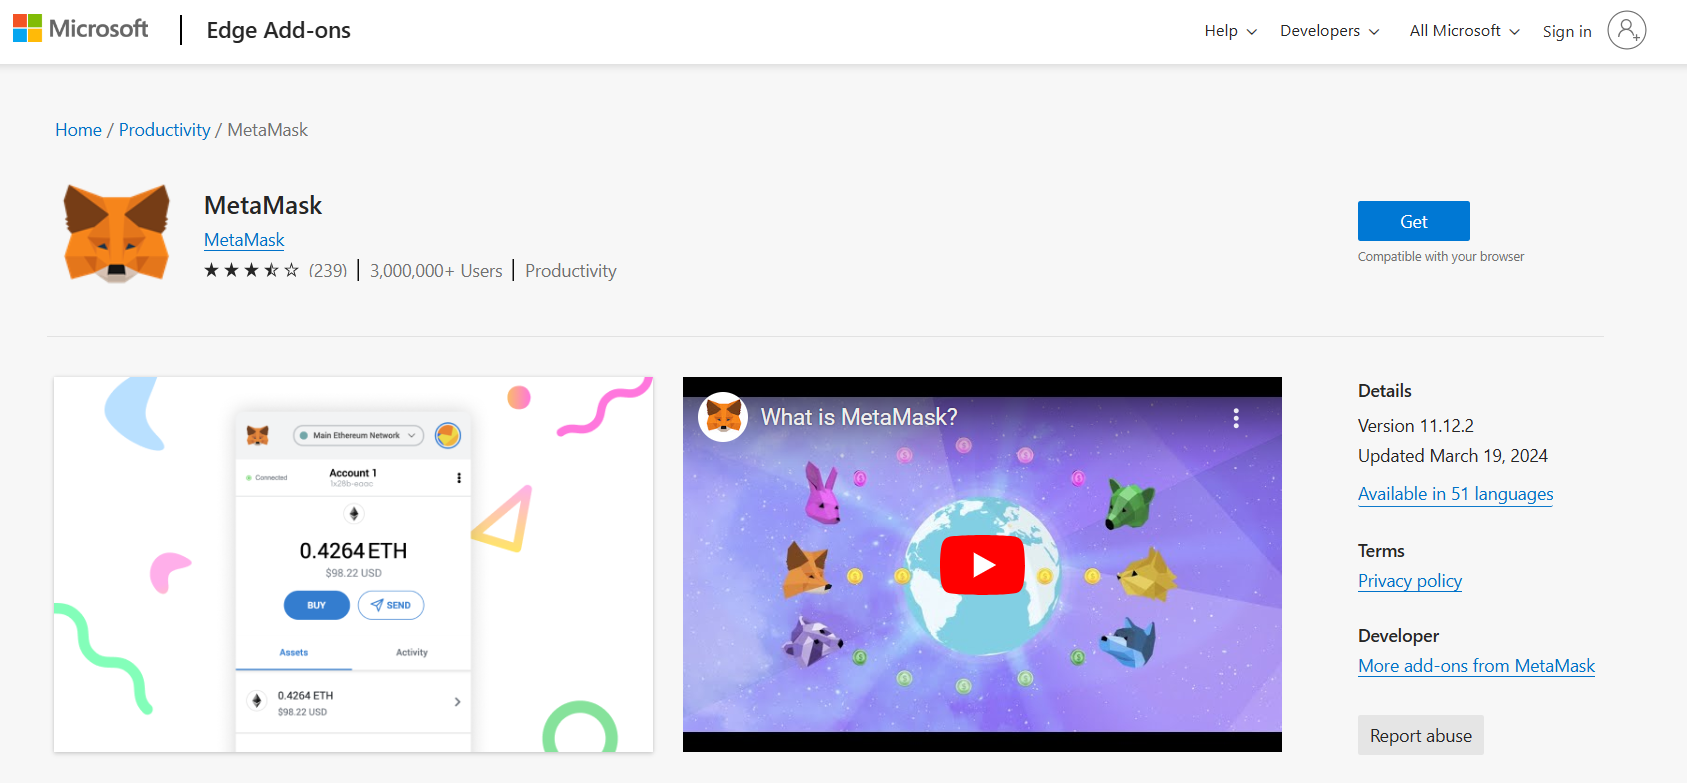 Microsoft
Edge Add-ons
Help
Developers
All Microsoft
Sign in
Home / Productivity / MetaMask
MetaMask
MetaMask
(239)
3,000,000+ Users
Productivity
Get
Compatible with your browser
Main Ethereum Network
Connected
Account 1
1x28b-eaac
0.4264 ETH
$98.22 USD
BUY
SEND
Assets
Activity
0.4264 ETH
$98.22 USD
What is MetaMask?
Details
Version 11.12.2
Updated March 19, 2024
Available in 51 languages
Terms
Privacy policy
Developer
More add-ons from MetaMask
Report abuse